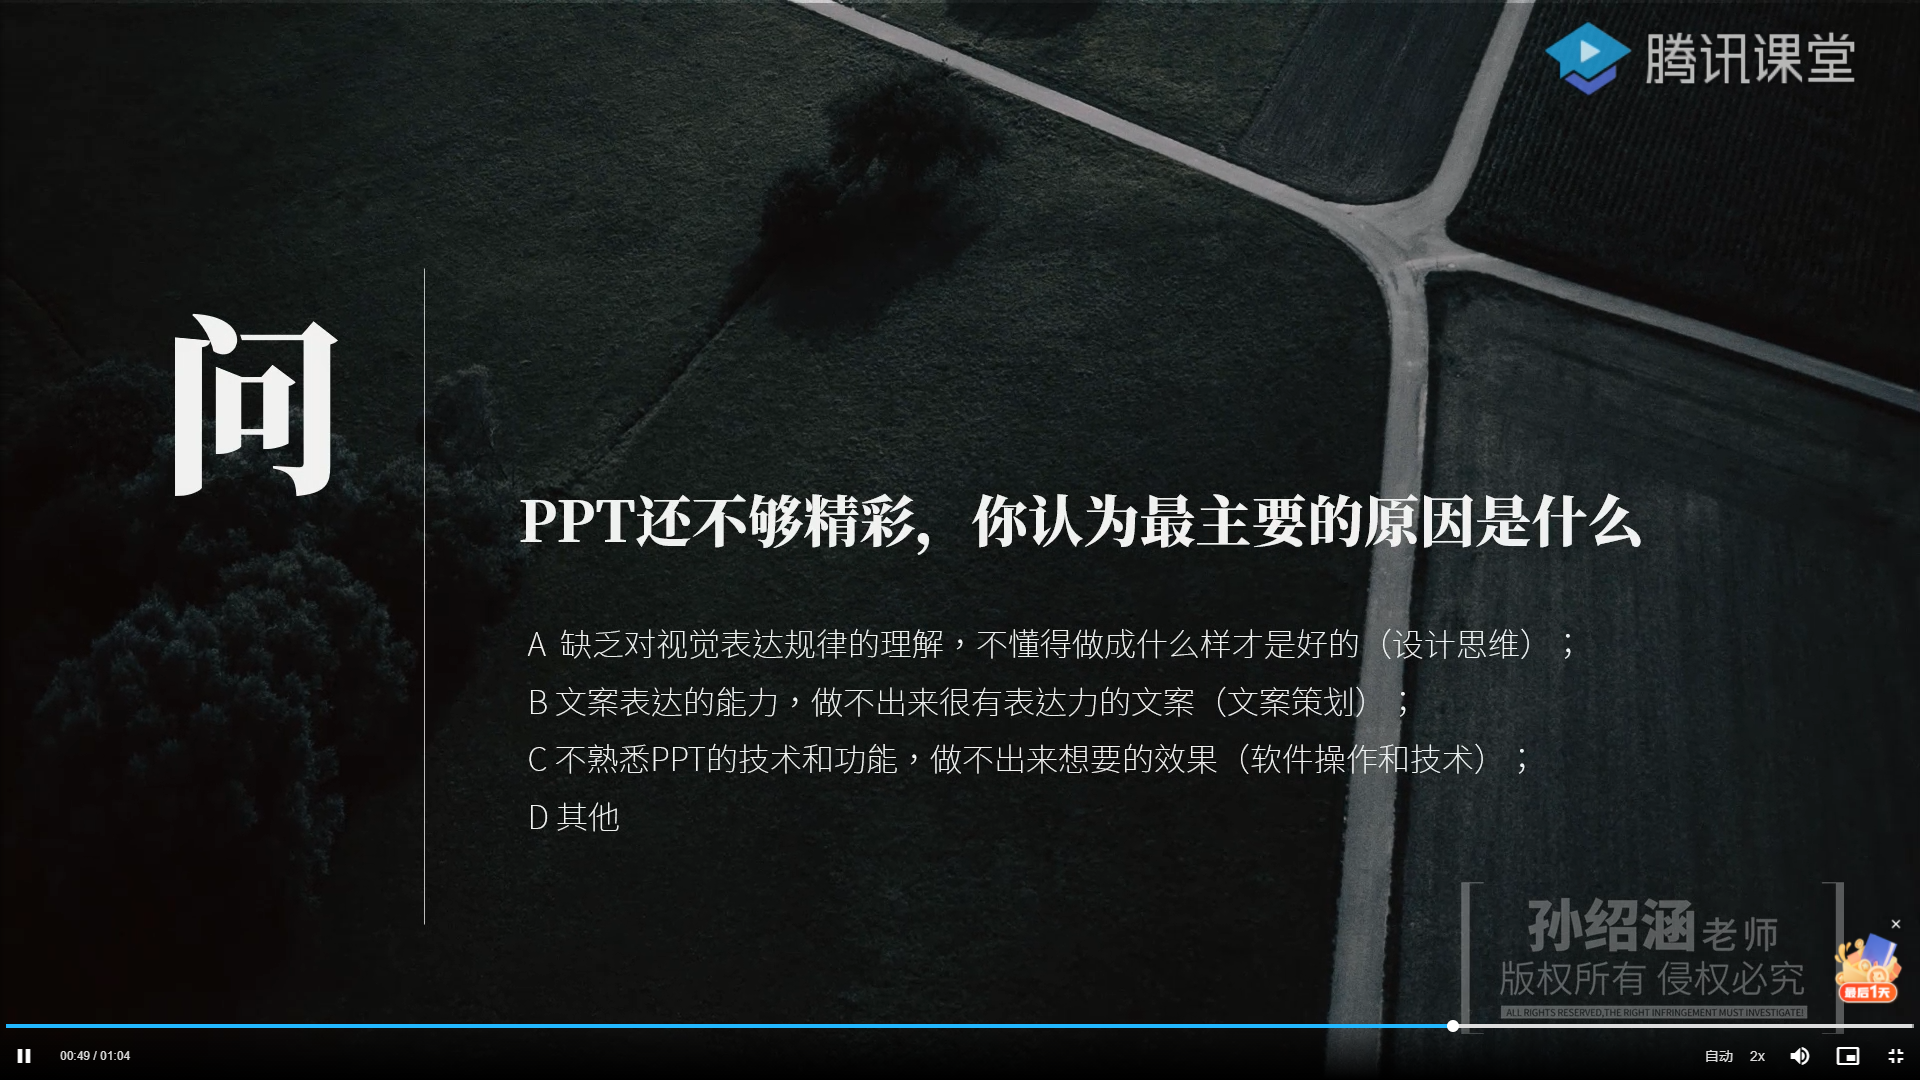 腾讯课堂
问
PPT还不够精彩，你认为最主要的原因是什么
A 缺乏对视觉表达规律的理解，不懂得做成什么样才是好的（设计思维）；
B 文案表达的能力，做不出来很有表达力的文案（文案策划）；
C 不熟悉PPT的技术和功能，做不出来想要的效果（软件操作和技术）；
D 其他
孙绍涵老师
版权所有 侵权必究
ALL RIGHTS RESERVED,THE RIGHT INFRINGEMENT MUST INVESTIGATE!
最后1天
00:49 / 01:04
自动 2x